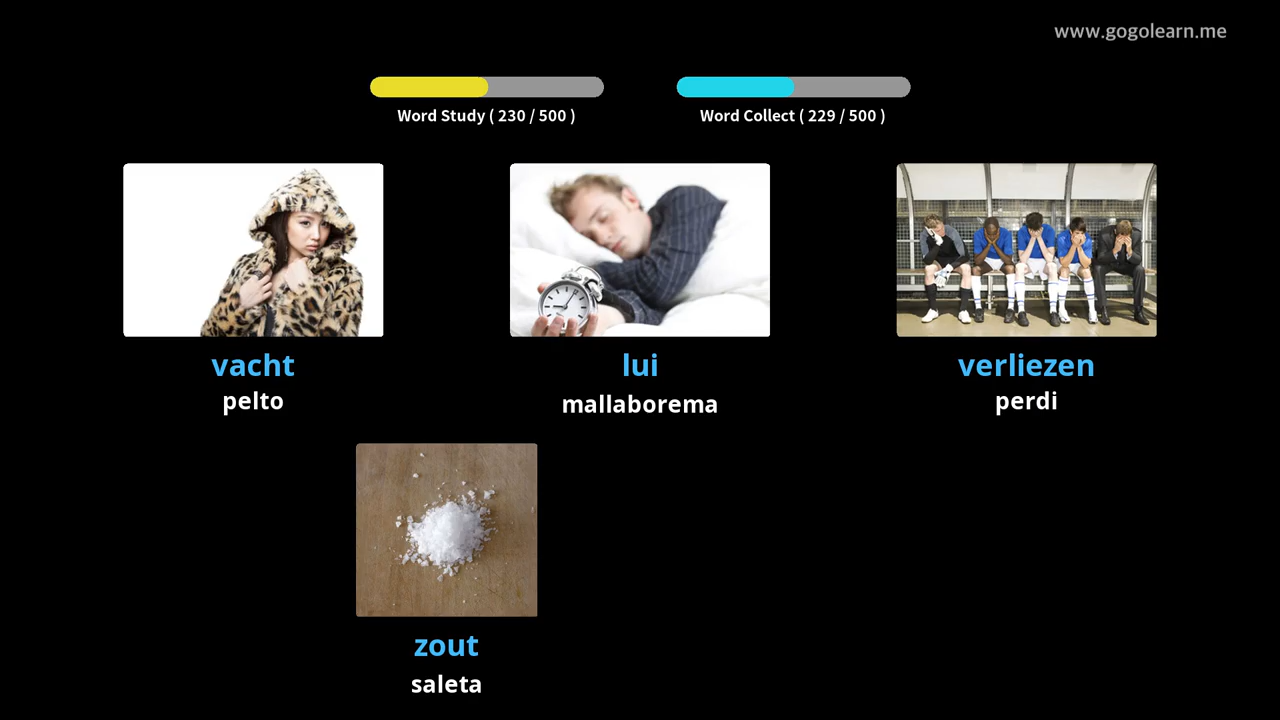 www.gogolearn.me
Word Study ( 230 / 500 )
Word Collect ( 229 / 500 )
vacht
pelto
lui
mallaborema
verliezen
perdi
zout
saleta